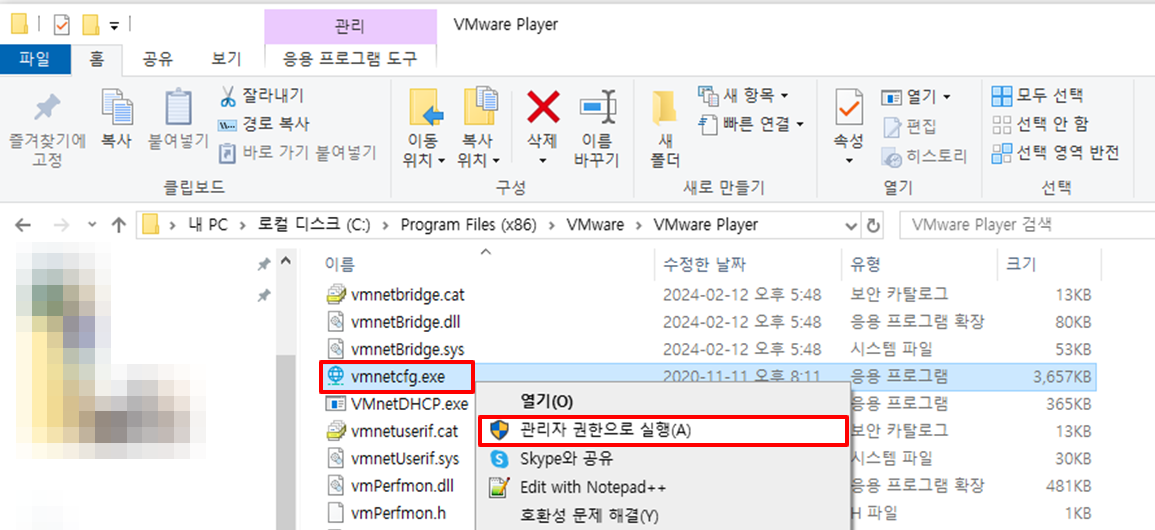 관리
VMware Player
파일
홈
공유
보기
응용 프로그램 도구
즐겨찾기에
고정
복사
붙여넣기
잘라내기
경로 복사
바로 가기 붙여넣기
클립보드
이동
위치
복사
위치
삭제
이름
바꾸기
구성
새
폴더
새 항목
빠른 연결
새로 만들기
속성
열기
편집
히스토리
열기
모두 선택
선택 안 함
선택 영역 반전
선택
내 PC > 로컬 디스크 (C:) > Program Files (x86) > VMware > VMware Player
VMware Player 검색
이름 수정한 날짜 유형 크기
vmnetbridge.cat 2024-02-12 오후 5:48 보안 카탈로그 13KB
vmnetBridge.dll 2024-02-12 오후 5:48 응용 프로그램 확장 80KB
vmnetBridge.sys 2024-02-12 오후 5:48 시스템 파일 53KB
vmnetcfg.exe 2020-11-11 오후 8:11 응용 프로그램 3,657KB
VMnetDHCP.exe 응용 프로그램 365KB
vmnetuserif.cat 보안 카탈로그 13KB
vmnetUserif.sys 시스템 파일 30KB
vmPerfmon.dll 응용 프로그램 확장 481KB
vmPerfmon.h H 파일 1KB
열기(O)
관리자 권한으로 실행(A)
Skype와 공유
Edit with Notepad++
호환성 문제 해결(Y)